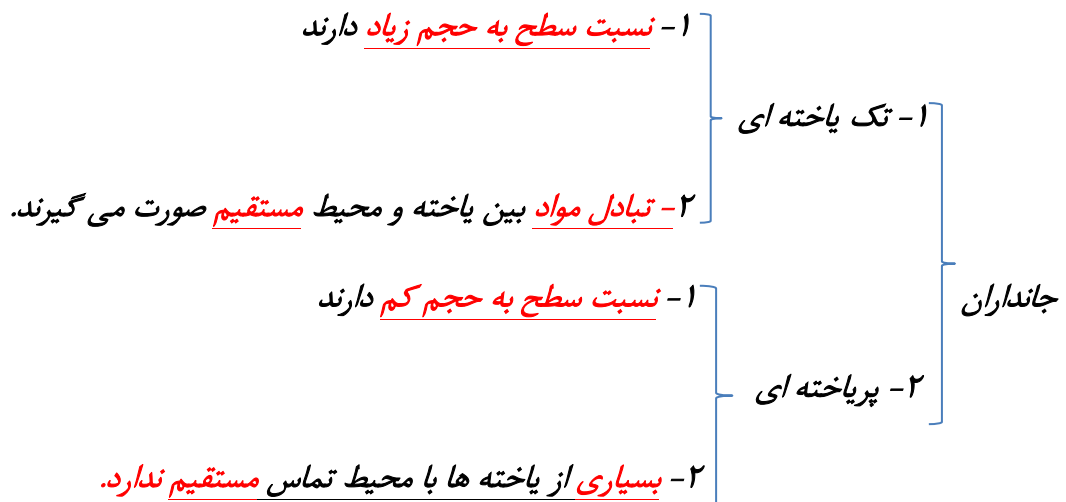 ۱- نسبت سطح به حجم زیاد دارند
۱- تک یاخته ای
۲- تبادل مواد بین یاخته و محیط مستقیم صورت می گیرند.
جانداران
۱- نسبت سطح به حجم کم دارند
۲- پریاخته ای
۲- بسیاری از یاخته ها با محیط تماس مستقیم ندارد.